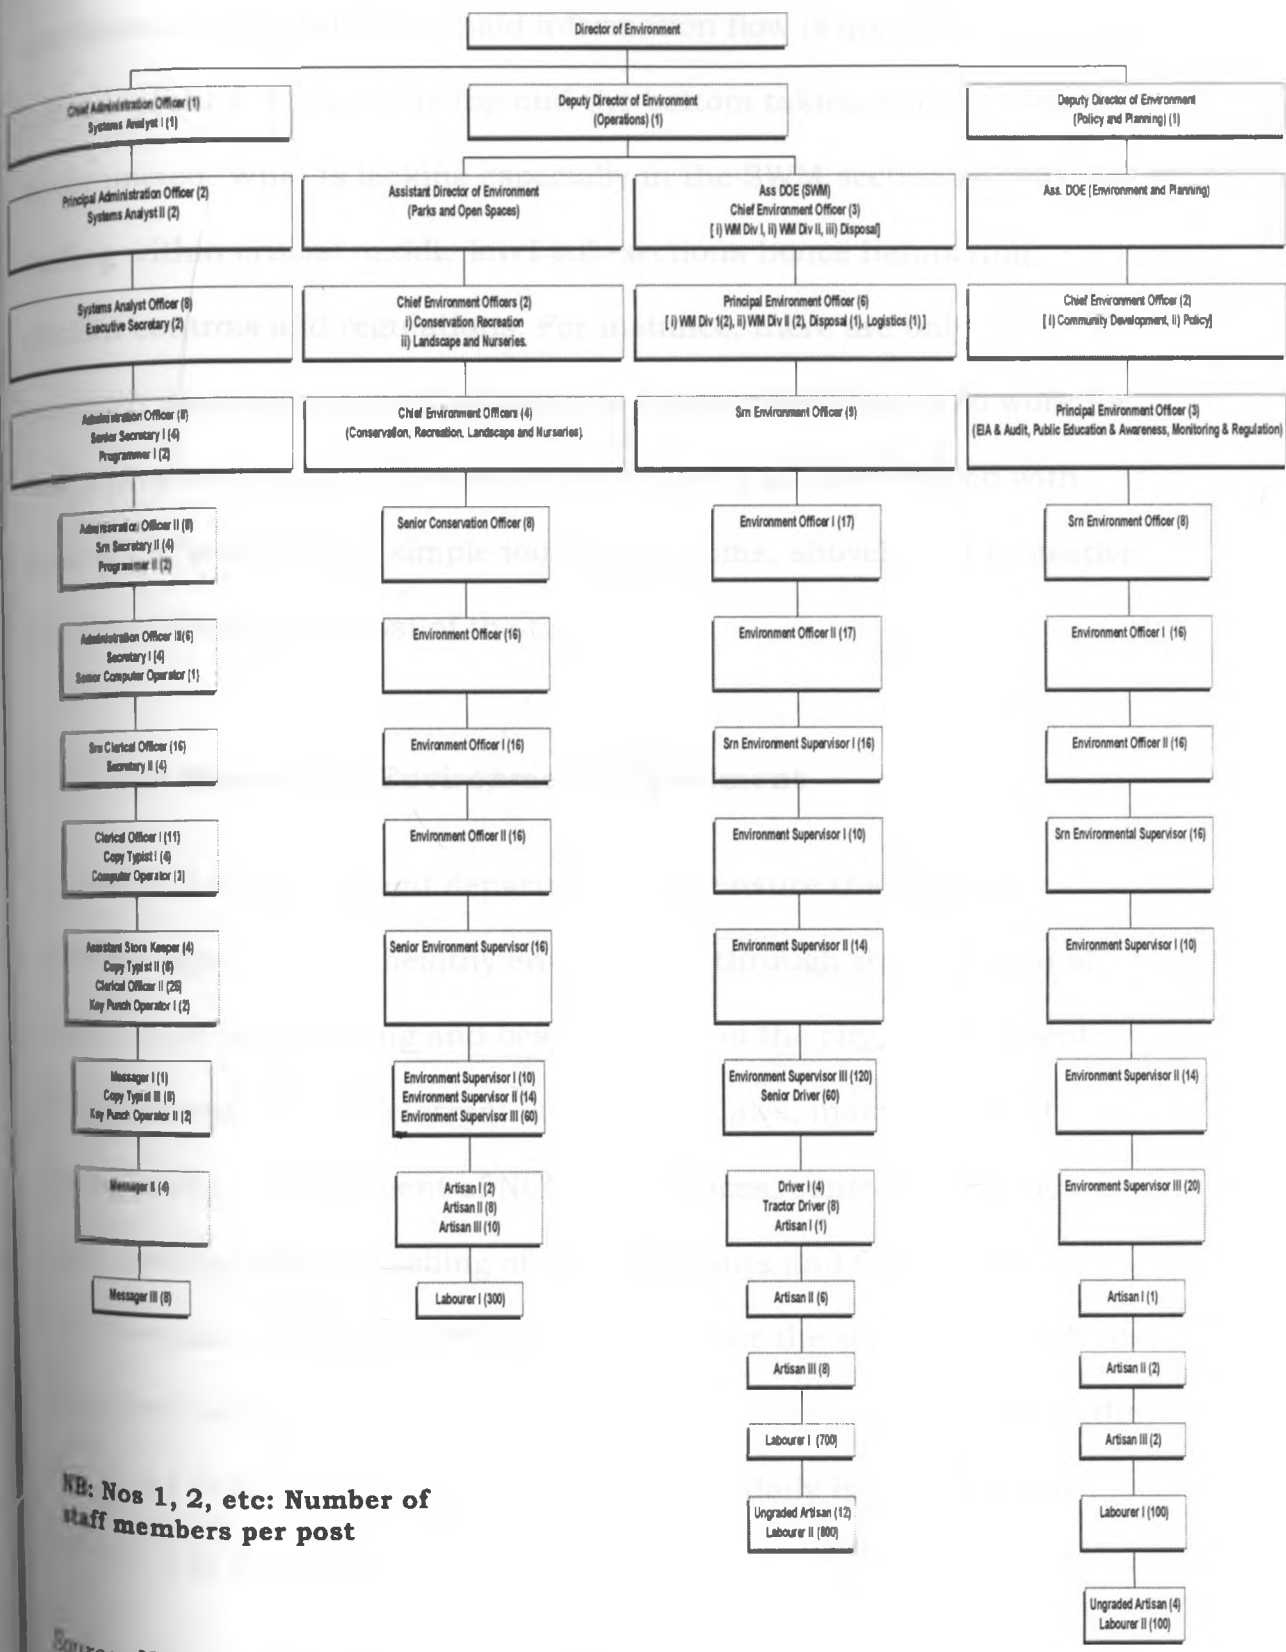 Director of Environment
Chief Administration Officer (1)
Systems Analyst I (1)
Deputy Director of Environment
(Operations) (1)
Deputy Director of Environment
(Policy and Planning) (1)
Principal Administration Officer (2)
Systems Analyst II (2)
Assistant Director of Environment
(Parks and Open Spaces)
Ass DOE (SWM)
Chief Environment Officer (3)
[ i) WM Div I, ii) WM Div II, iii) Disposal]
Ass. DOE (Environment and Planning)
Systems Analyst Officer (8)
Executive Secretary (2)
Chief Environment Officers (2)
i) Conservation Recreation
ii) Landscape and Nurseries.
Principal Environment Officer (6)
[ i) WM Div 1(2), ii) WM Div II (2), Disposal (1), Logistics (1) ]
Chief Environment Officer (2)
[ i) Community Development, ii) Policy]
Administration Officer
Senior Secretary I (4)
Programmer I (2)
Chief Environment Officers (4)
(Conservation, Recreation, Landscape and Nurseries).
Srn Environment Officer (9)
Principal Environment Officer (3)
(EIA & Audit, Public Education & Awareness, Monitoring & Regulation)
Administration Officer II (8)
Srn Secretary II (4)
Programmer II (2)
Senior Conservation Officer (8)
Environment Officer I (17)
Srn Environment Officer (8)
Administration Officer III(6)
Secretary I (4)
Senior Computer Operator (1)
Environment Officer (16)
Environment Officer II (17)
Environment Officer I (16)
Srn Clerical Officer (16)
Secretary II (4)
Environment Officer I (16)
Srn Environment Supervisor I (16)
Environment Officer II (16)
Clerical Officer I (11)
Copy Typist I (4)
Computer Operator (2)
Environment Officer II (16)
Environment Supervisor I (10)
Srn Environmental Supervisor (16)
Assistant Store Keeper (4)
Copy Typist II (6)
Clerical Officer II (26)
Key Punch Operator I (2)
Senior Environment Supervisor (16)
Environment Supervisor II (14)
Environment Supervisor I (10)
Messager I (1)
Copy Typist III (8)
Key Punch Operator II (2)
Environment Supervisor I (10)
Environment Supervisor II (14)
Environment Supervisor III (60)
Environment Supervisor III (120)
Senior Driver (60)
Environment Supervisor II (14)
Messager II (4)
Artisan I (2)
Artisan II (8)
Artisan III (10)
Driver I (4)
Tractor Driver (8)
Artisan I (1)
Environment Supervisor III (20)
Messager III (8)
Labourer I (300)
Artisan II (6)
Artisan I (1)
Artisan III (8)
Artisan II (2)
Labourer I (700)
Artisan III (2)
Ungraded Artisan (12)
Labourer II (800)
Labourer I (100)
Ungraded Artisan (4)
Labourer II (100)
NB: Nos 1, 2, etc: Number of
staff members per post